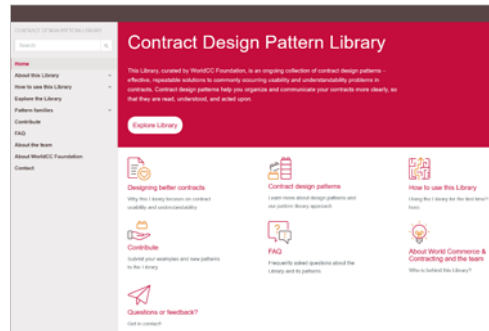 CONTRACT DESIGN PATTERN LIBRARY
Search
Home
About this Library
How to use this Library
Explore the Library
Pattern families
Contribute
FAQ
About the team
About WorldCC Foundation
Contact
Contract Design Pattern Library
This Library, curated by WorldCC Foundation, is an ongoing collection of contract design patterns –
effective, repeatable solutions to commonly occurring usability and understandability problems in
contracts. Contract design patterns help you organize and communicate your contracts more clearly, so
that they are read, understood, and acted upon.
Explore Library
Designing better contracts
Why this Library focuses on contract
usability and understandability
Contract design patterns
Learn more about design patterns and
our pattern library approach
How to use this Library
Using the Library for the first time?
here
Contribute
Submit your examples and new patterns
to the Library
FAQ
Frequently asked questions about the
Library and its patterns
About World Commerce &
Contracting and the team
Who is behind this Library?
Questions or feedback?
Get in contact!